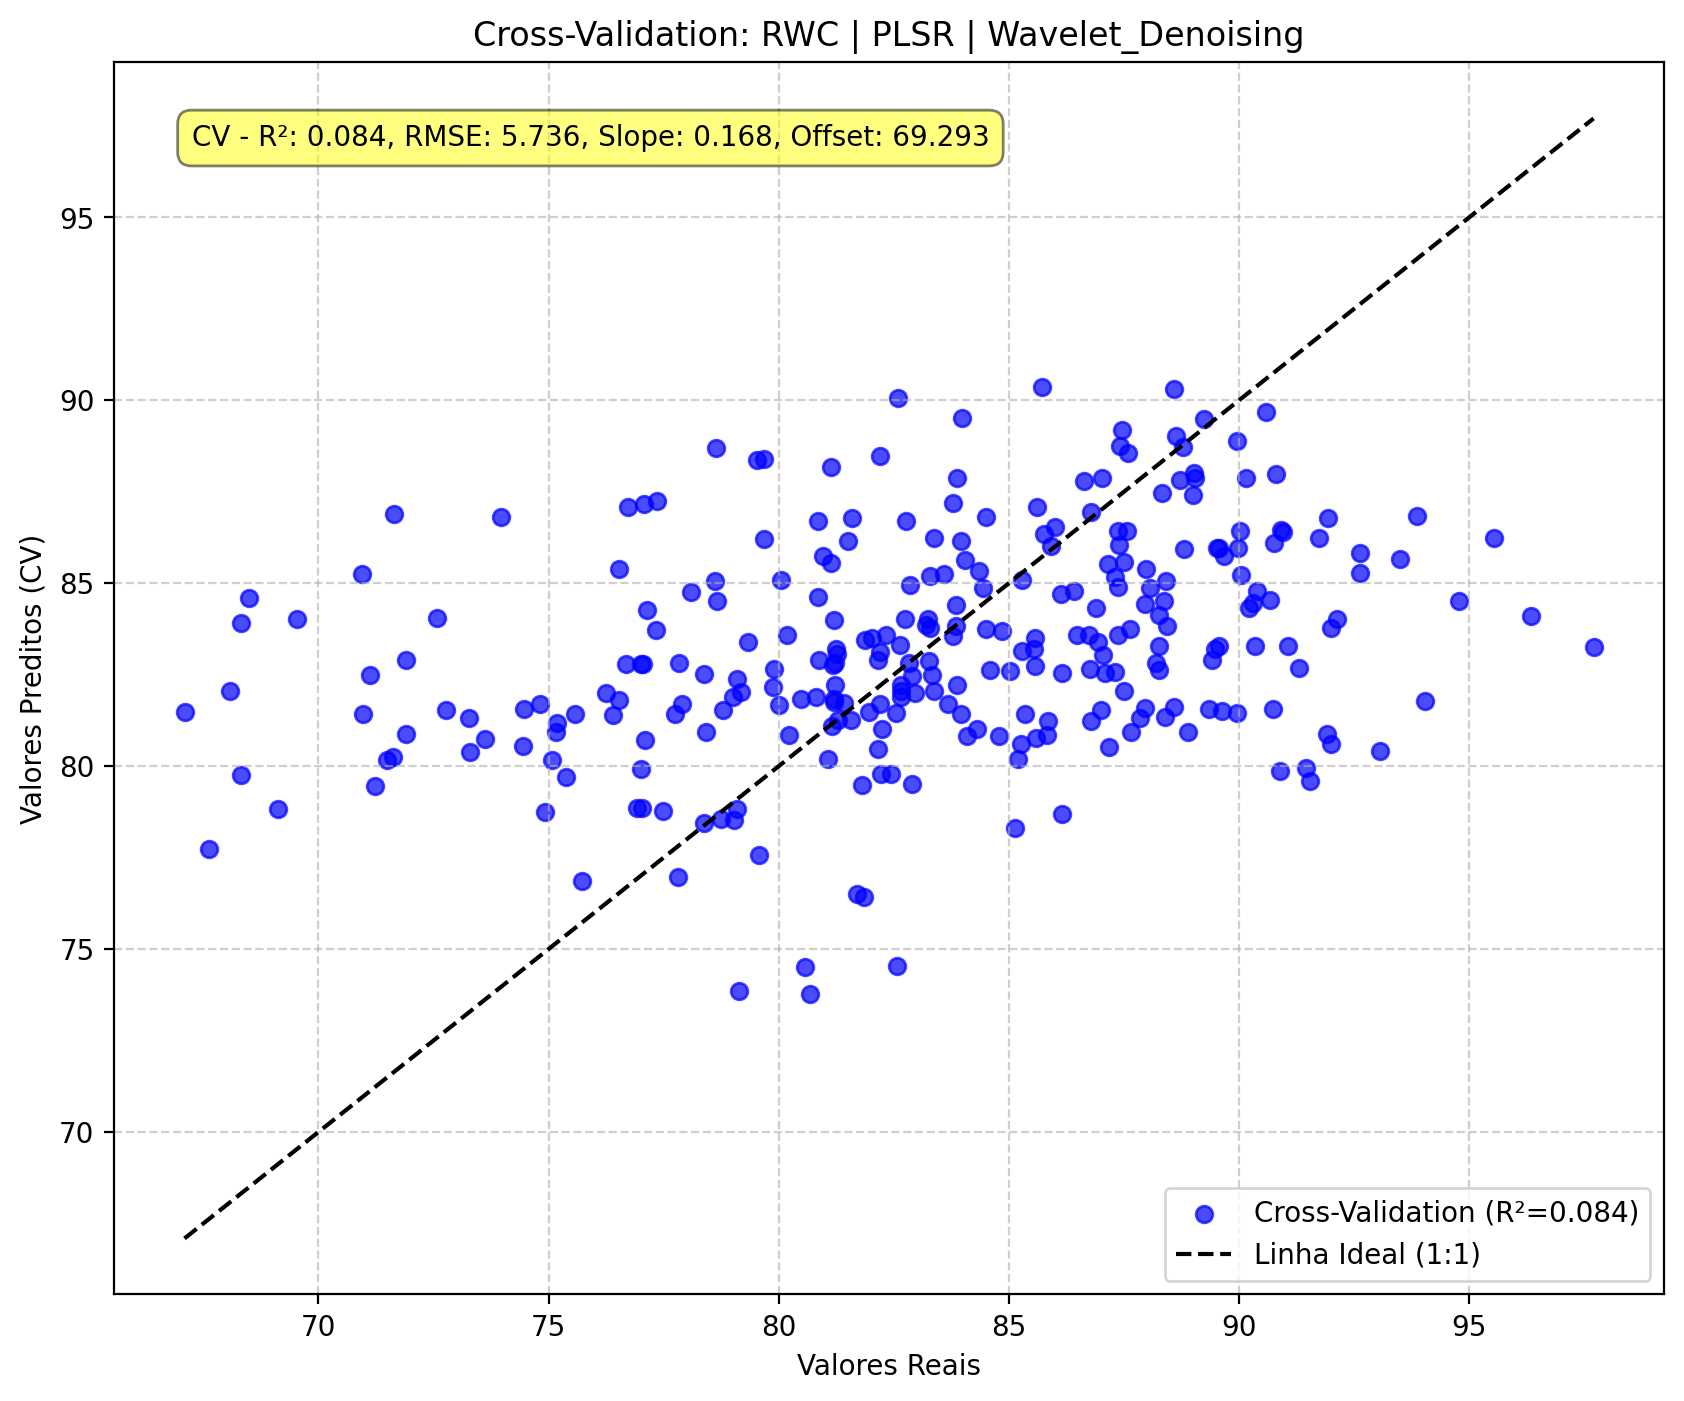 Cross-Validation: RWC | PLSR | Wavelet_Denoising
CV - R²: 0.084, RMSE: 5.736, Slope: 0.168, Offset: 69.293
95
90
85
80
75
70
Valores Preditos (CV)
Cross-Validation (R²=0.084)
Linha Ideal (1:1)
70 75 80 85 90 95
Valores Reais